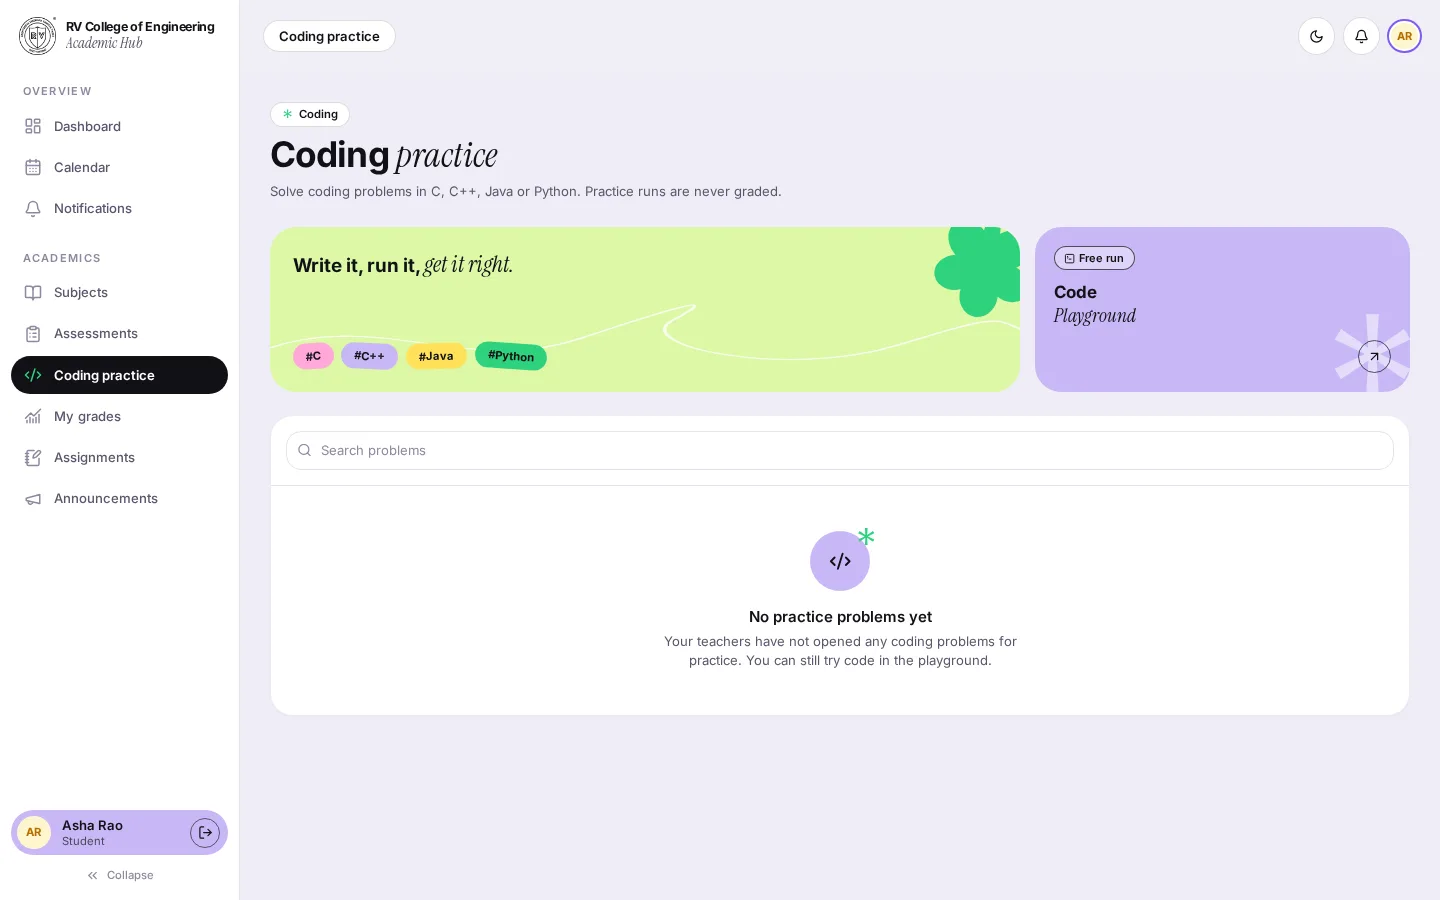 RV College of Engineering
Academic Hub
OVERVIEW
Dashboard
Calendar
Notifications
ACADEMICS
Subjects
Assessments
Coding practice
My grades
Assignments
Announcements
Asha Rao
AR
Student
Collapse
Coding practice
AR
Coding
Coding practice
Solve coding problems in C, C++, Java or Python. Practice runs are never graded.
Write it, run it, get it right.
#C #C++ #Java #Python
Free run
Code
Playground
Search problems
No practice problems yet
Your teachers have not opened any coding problems for
practice. You can still try code in the playground.